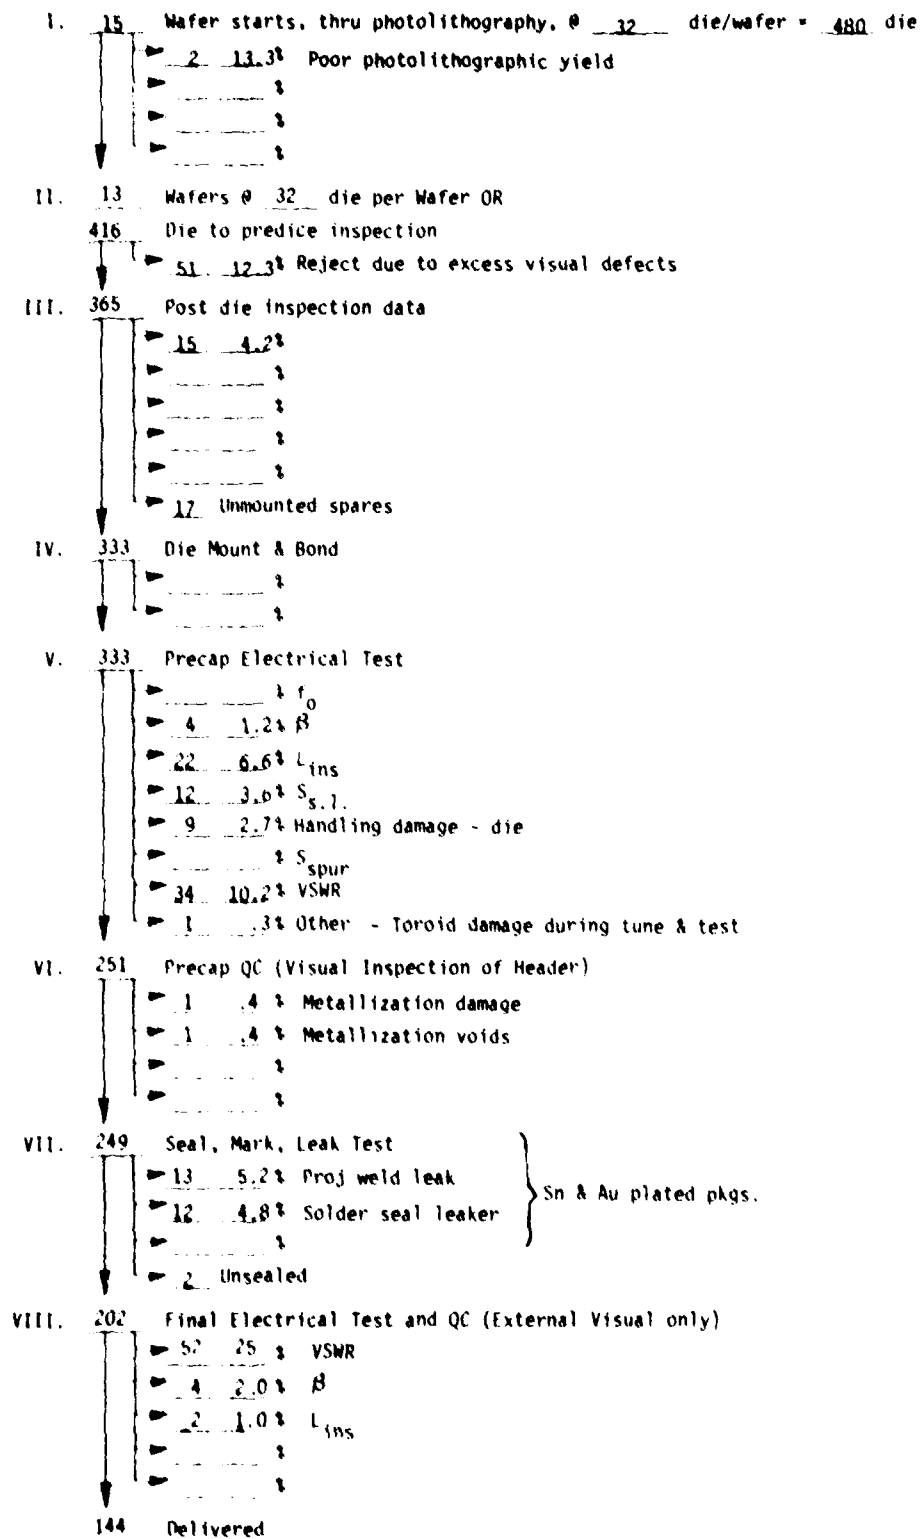 I. 15 Wafer starts, thru photolithography, @ 32 die/wafer = 480 die
2 13.3% Poor photolithographic yield
%
%
%
II. 13 Wafers @ 32 die per Wafer OR
416 Die to predice inspection
51 12.3% Reject due to excess visual defects
III. 365 Post die inspection data
15 4.2%
%
%
%
%
17 Unmounted spares
IV. 333 Die Mount & Bond
%
%
V. 333 Precap Electrical Test
% fo
4 1.2% β
22 6.6% Lins
12 3.6% Ss.l.
9 2.7% Handling damage - die
% Sspur
34 10.2% VSWR
1 .3% Other - Toroid damage during tune & test
VI. 251 Precap QC (Visual Inspection of Header)
1 .4 % Metallization damage
1 .4 % Metallization voids
%
%
VII. 249 Seal, Mark, Leak Test
13 5.2% Proj weld leak
Sn & Au plated pkgs.
12 4.8% Solder seal leaker
%
2 Unsealed
VIII. 202 Final Electrical Test and QC (External Visual only)
52 25 % VSWR
4 2.0% β
2 1.0% Lins
%
%
144 Delivered